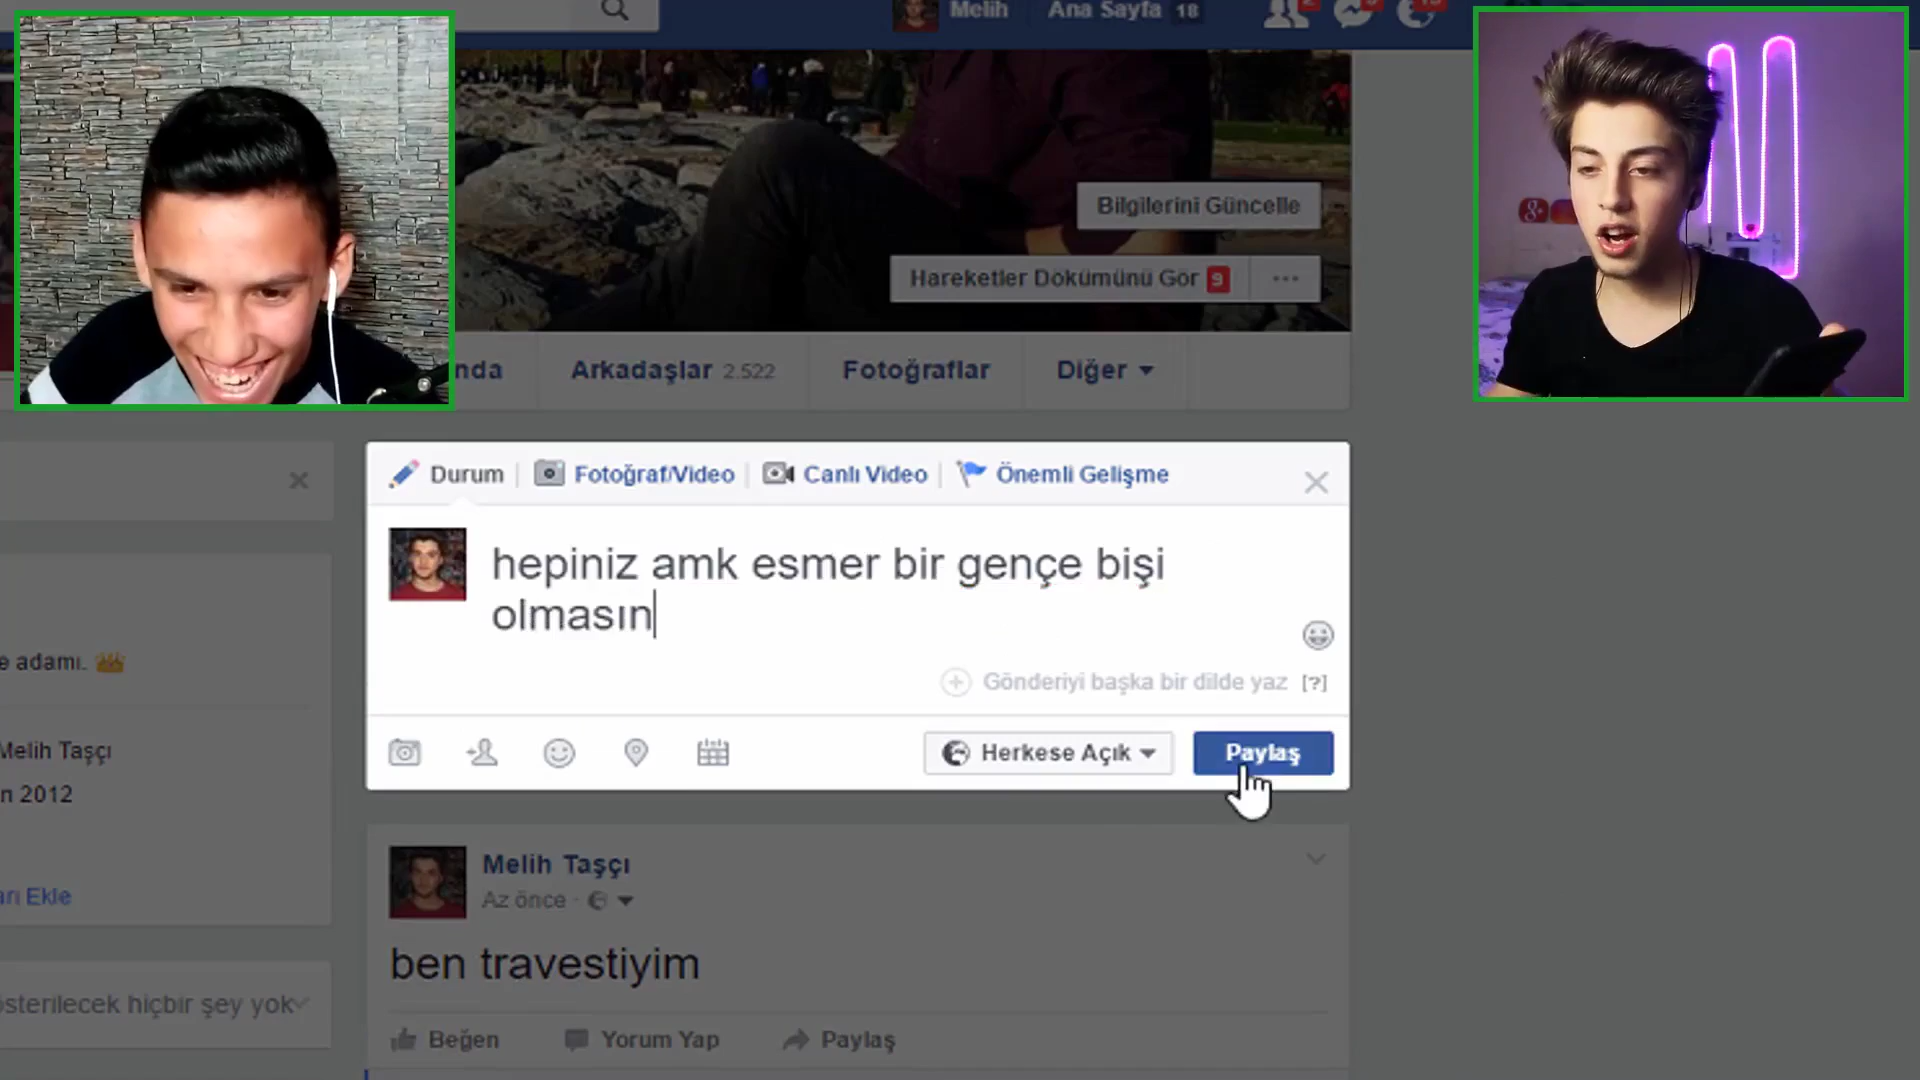 Melih
Ana Sayfa 18
Bilgilerini Güncelle
Hareketler Dökümünü Gör 9
nda
Arkadaşlar 2.522
Fotoğraflar
Diğer
Durum
Fotoğraf/Video
Canlı Video
Önemli Gelişme
hepiniz amk esmer bir gençe bişi
olmasın
Gönderiyi başka bir dilde yaz [?]
Herkese Açık
Paylaş
e adamı.
Melih Taşçı
n 2012
arı Ekle
österilecek hiçbir şey yok
Melih Taşçı
Az önce ·
ben travestiyim
Beğen
Yorum Yap
Paylaş